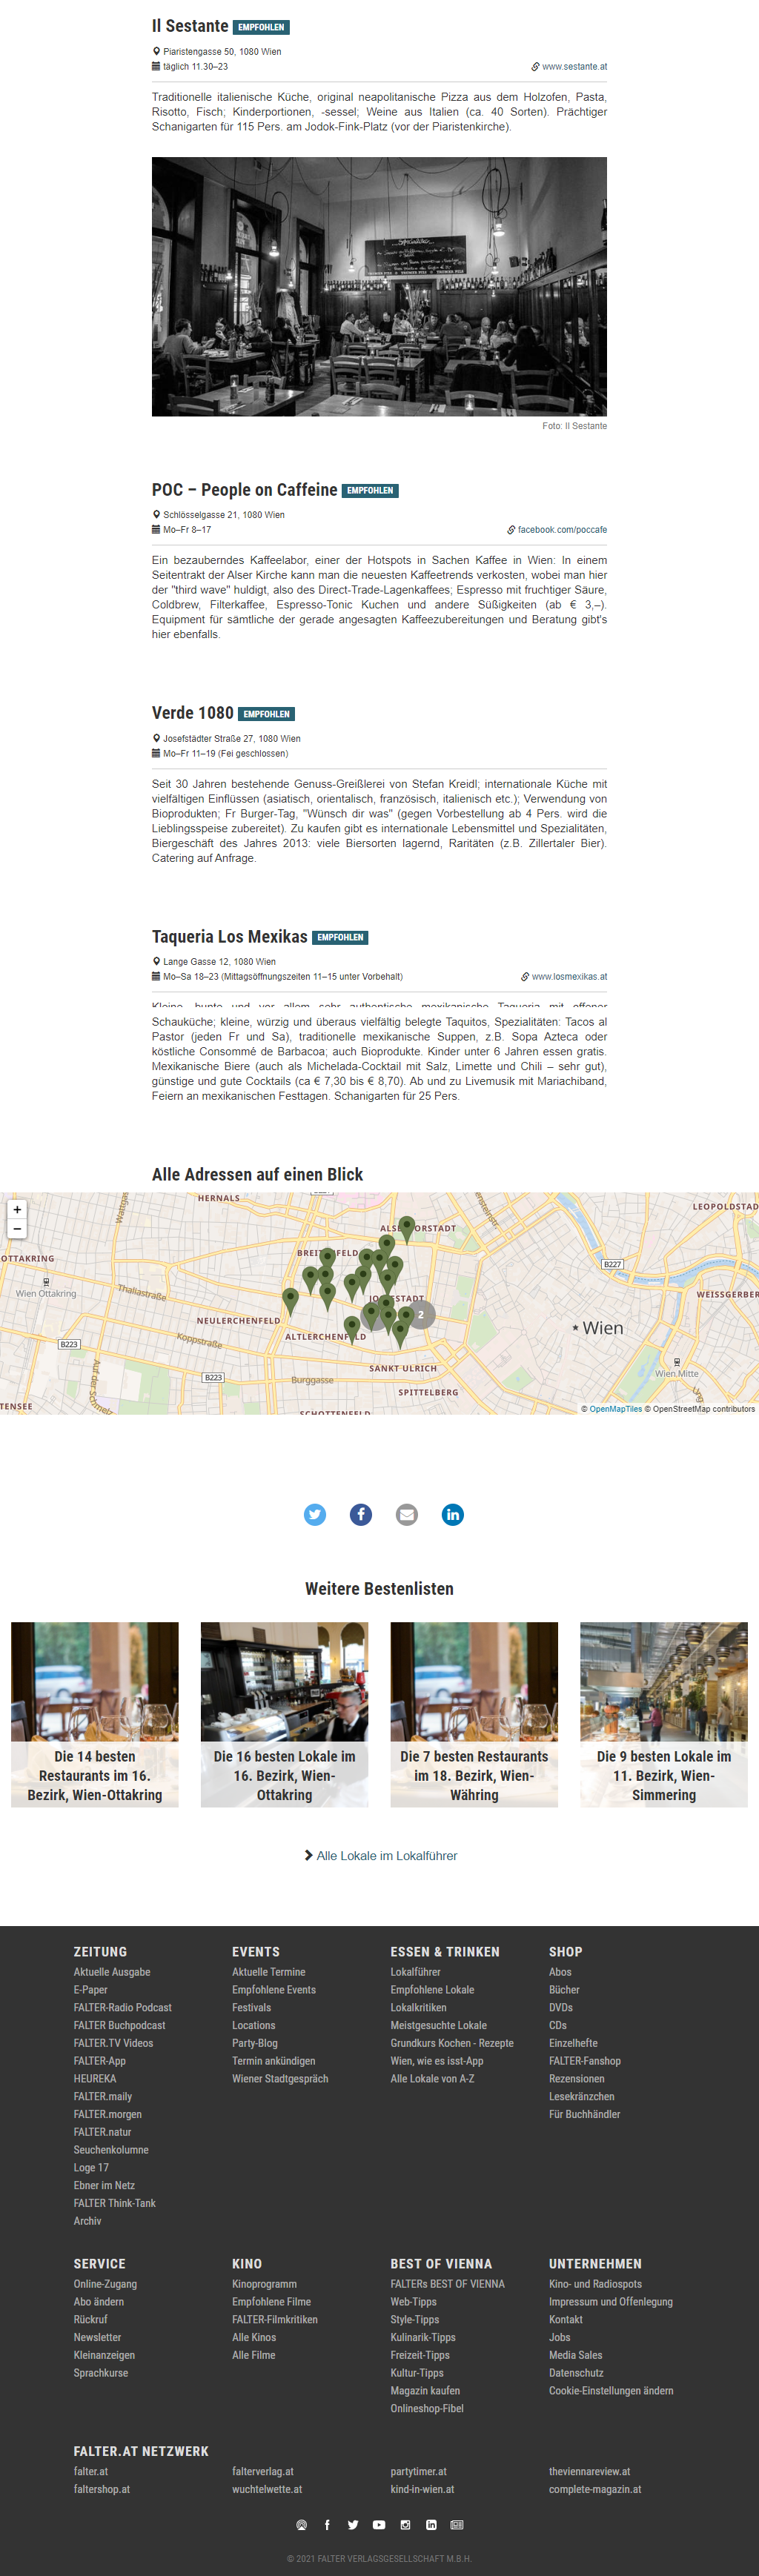 Il Sestante EMPFOHLEN
Piaristengasse 50, 1080 Wien
täglich 11.30–23 www.sestante.at
Traditionelle italienische Küche, original neapolitanische Pizza aus dem Holzofen, Pasta,
Risotto, Fisch; Kinderportionen, -sessel; Weine aus Italien (ca. 40 Sorten). Prächtiger
Schanigarten für 115 Pers. am Jodok-Fink-Platz (vor der Piaristenkirche).
Foto: Il Sestante
POC – People on Caffeine EMPFOHLEN
Schlösselgasse 21, 1080 Wien
Mo–Fr 8–17 facebook.com/poccafe
Ein bezauberndes Kaffeelabor, einer der Hotspots in Sachen Kaffee in Wien: In einem
Seitentrakt der Alser Kirche kann man die neuesten Kaffeetrends verkosten, wobei man hier
der "third wave" huldigt, also des Direct-Trade-Lagenkaffees; Espresso mit fruchtiger Säure,
Coldbrew, Filterkaffee, Espresso-Tonic Kuchen und andere Süßigkeiten (ab € 3,–).
Equipment für sämtliche der gerade angesagten Kaffeezubereitungen und Beratung gibt's
hier ebenfalls.
Verde 1080 EMPFOHLEN
Josefstädter Straße 27, 1080 Wien
Mo–Fr 11–19 (Fei geschlossen)
Seit 30 Jahren bestehende Genuss-Greißlerei von Stefan Kreidl; internationale Küche mit
vielfältigen Einflüssen (asiatisch, orientalisch, französisch, italienisch etc.); Verwendung von
Bioprodukten; Fr Burger-Tag, "Wünsch dir was" (gegen Vorbestellung ab 4 Pers. wird die
Lieblingsspeise zubereitet). Zu kaufen gibt es internationale Lebensmittel und Spezialitäten,
Biergeschäft des Jahres 2013: viele Biersorten lagernd, Raritäten (z.B. Zillertaler Bier).
Catering auf Anfrage.
Taqueria Los Mexikas EMPFOHLEN
Lange Gasse 12, 1080 Wien
Mo–Sa 18–23 (Mittagsöffnungszeiten 11–15 unter Vorbehalt) www.losmexikas.at
Kleine, bunte und vor allem sehr authentische mexikanische Taqueria mit offener
Schauküche; kleine, würzig und überaus vielfältig belegte Taquitos, Spezialitäten: Tacos al
Pastor (jeden Fr und Sa), traditionelle mexikanische Suppen, z.B. Sopa Azteca oder
köstliche Consommé de Barbacoa; auch Bioprodukte. Kinder unter 6 Jahren essen gratis.
Mexikanische Biere (auch als Michelada-Cocktail mit Salz, Limette und Chili – sehr gut),
günstige und gute Cocktails (ca € 7,30 bis € 8,70). Ab und zu Livemusik mit Mariachiband,
Feiern an mexikanischen Festtagen. Schanigarten für 25 Pers.
Alle Adressen auf einen Blick
+
−
HERNALS
LEOPOLDSTAD
OTTAKRING
B227
Wien Ottakring
Thaliastraße
WEISSGERBER
NEULERCHENFELD
2
Wien
Koppstraße
ALTLERCHENFELD
B223
SANKT ULRICH
Wien Mitte
B223
Burggasse
SPITTELBERG
TENSEE
SCHOTTENFELD
© OpenMapTiles © OpenStreetMap contributors
Weitere Bestenlisten
Die 14 besten
Restaurants im 16.
Bezirk, Wien-Ottakring
Die 16 besten Lokale im
16. Bezirk, Wien-
Ottakring
Die 7 besten Restaurants
im 18. Bezirk, Wien-
Währing
Die 9 besten Lokale im
11. Bezirk, Wien-
Simmering
Alle Lokale im Lokalführer
ZEITUNG
Aktuelle Ausgabe
E-Paper
FALTER-Radio Podcast
FALTER Buchpodcast
FALTER.TV Videos
FALTER-App
HEUREKA
FALTER.maily
FALTER.morgen
FALTER.natur
Seuchenkolumne
Loge 17
Ebner im Netz
FALTER Think-Tank
Archiv
EVENTS
Aktuelle Termine
Empfohlene Events
Festivals
Locations
Party-Blog
Termin ankündigen
Wiener Stadtgespräch
ESSEN & TRINKEN
Lokalführer
Empfohlene Lokale
Lokalkritiken
Meistgesuchte Lokale
Grundkurs Kochen - Rezepte
Wien, wie es isst-App
Alle Lokale von A-Z
SHOP
Abos
Bücher
DVDs
CDs
Einzelhefte
FALTER-Fanshop
Rezensionen
Lesekränzchen
Für Buchhändler
SERVICE
Online-Zugang
Abo ändern
Rückruf
Newsletter
Kleinanzeigen
Sprachkurse
KINO
Kinoprogramm
Empfohlene Filme
FALTER-Filmkritiken
Alle Kinos
Alle Filme
BEST OF VIENNA
FALTERs BEST OF VIENNA
Web-Tipps
Style-Tipps
Kulinarik-Tipps
Freizeit-Tipps
Kultur-Tipps
Magazin kaufen
Onlineshop-Fibel
UNTERNEHMEN
Kino- und Radiospots
Impressum und Offenlegung
Kontakt
Jobs
Media Sales
Datenschutz
Cookie-Einstellungen ändern
FALTER.AT NETZWERK
falter.at falterverlag.at partytimer.at theviennareview.at
faltershop.at wuchtelwette.at kind-in-wien.at complete-magazin.at
© 2021 FALTER VERLAGSGESELLSCHAFT M.B.H.